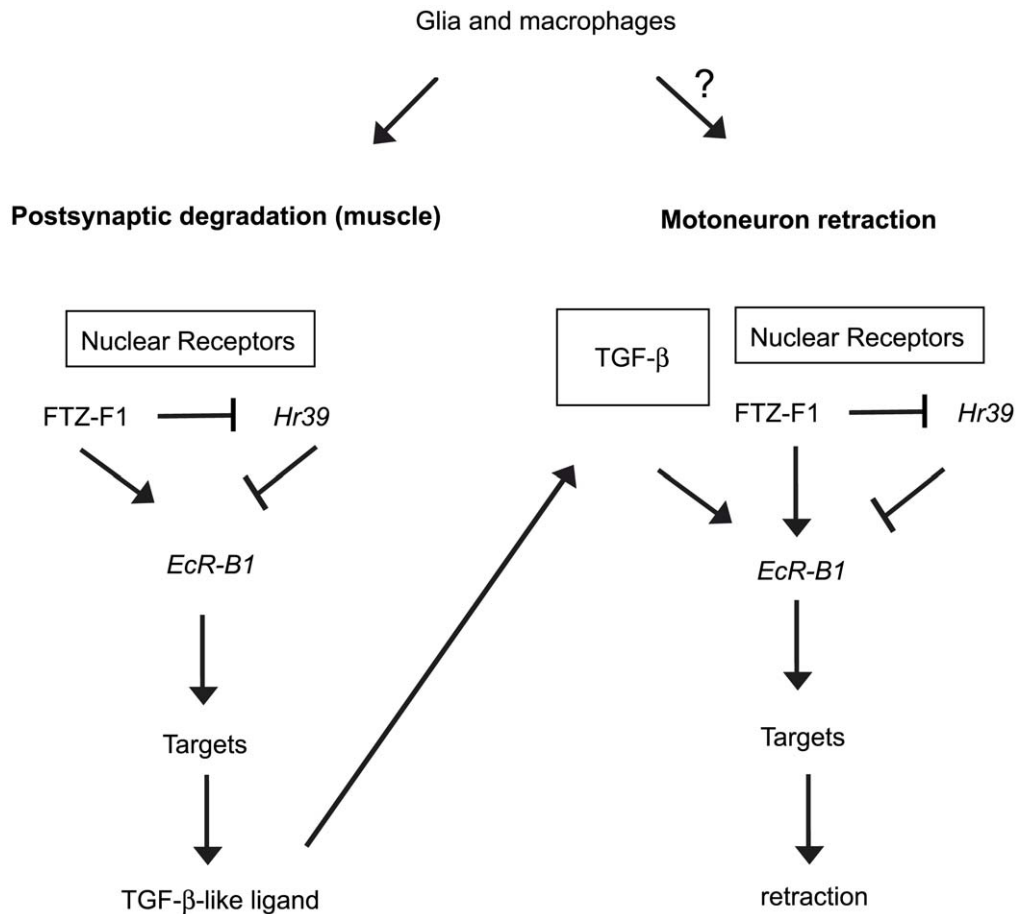 Glia and macrophages
?
Postsynaptic degradation (muscle)
Motoneuron retraction
Nuclear Receptors
FTZ-F1
Hr39
EcR-B1
Targets
TGF-β-like ligand
TGF-β
Nuclear Receptors
FTZ-F1
Hr39
EcR-B1
Targets
retraction